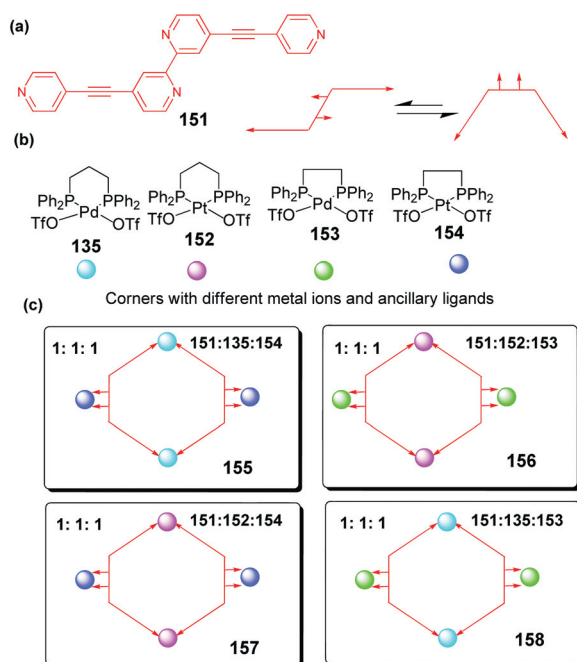 (a)
N N N N
151
(b)
Ph2P PPh2 Ph2P PPh2 Ph2P PPh2 Ph2P PPh2
Pd Pt Pd Pt
TfO OTf TfO OTf TfO OTf TfO OTf
135 152 153 154
Corners with different metal ions and ancillary ligands
(c)
1: 1: 1 151:135:154 1: 1: 1 151:152:153
155 156
1: 1: 1 151:152:154 1: 1: 1 151:135:153
157 158